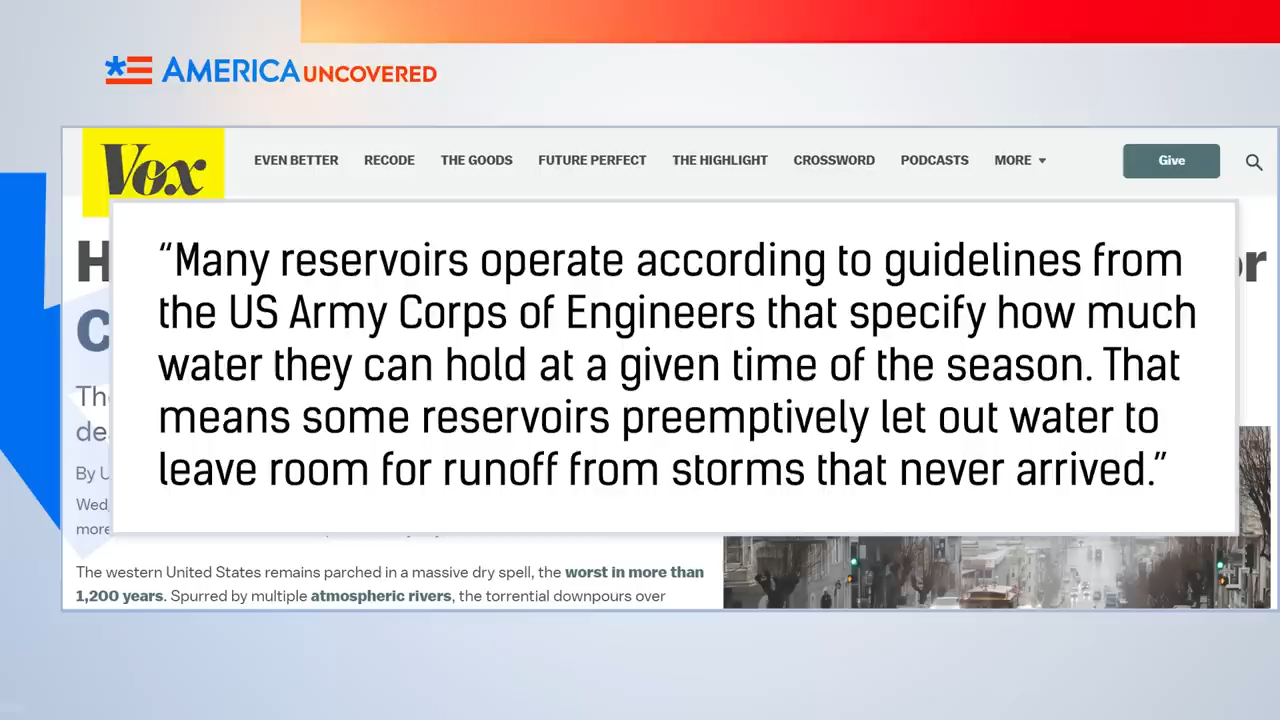 AMERICA UNCOVERED
Vox
EVEN BETTER RECODE THE GOODS FUTURE PERFECT THE HIGHLIGHT CROSSWORD PODCASTS MORE Give
“Many reservoirs operate according to guidelines from
the US Army Corps of Engineers that specify how much
water they can hold at a given time of the season. That
means some reservoirs preemptively let out water to
leave room for runoff from storms that never arrived.”
By
Wed,
more
The western United States remains parched in a massive dry spell, the worst in more than
1,200 years. Spurred by multiple atmospheric rivers, the torrential downpours over